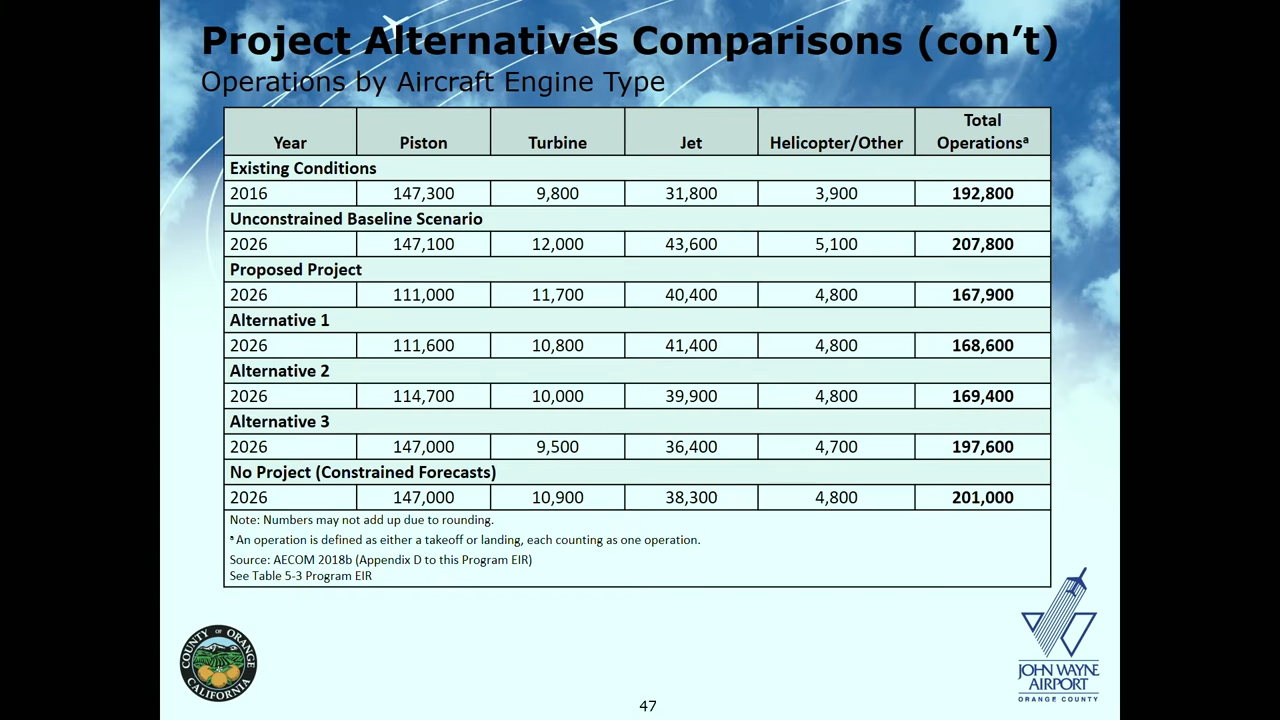 Project Alternatives Comparisons (con’t)
Operations by Aircraft Engine Type
Year Piston Turbine Jet Helicopter/Other Total Operationsᵃ
Existing Conditions
2016 147,300 9,800 31,800 3,900 192,800
Unconstrained Baseline Scenario
2026 147,100 12,000 43,600 5,100 207,800
Proposed Project
2026 111,000 11,700 40,400 4,800 167,900
Alternative 1
2026 111,600 10,800 41,400 4,800 168,600
Alternative 2
2026 114,700 10,000 39,900 4,800 169,400
Alternative 3
2026 147,000 9,500 36,400 4,700 197,600
No Project (Constrained Forecasts)
2026 147,000 10,900 38,300 4,800 201,000
Note: Numbers may not add up due to rounding.
ᵃ An operation is defined as either a takeoff or landing, each counting as one operation.
Source: AECOM 2018b (Appendix D to this Program EIR)
See Table 5-3 Program EIR
COUNTY OF ORANGE
CALIFORNIA
JOHN WAYNE
AIRPORT
ORANGE COUNTY
47